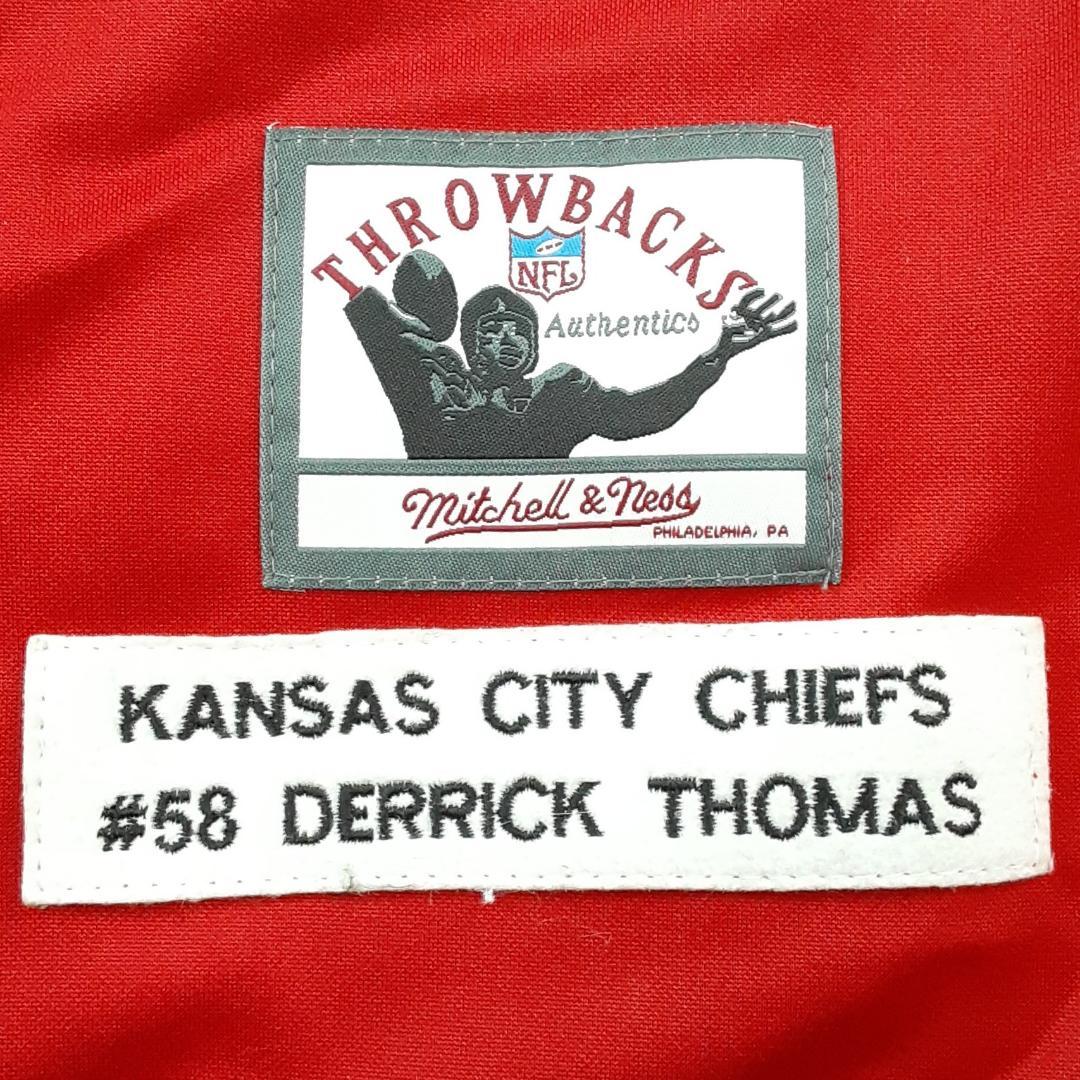 THROWBACKS
NFL
Authentics
Mitchell & Ness
PHILADELPHIA, PA
KANSAS CITY CHIEFS
#58 DERRICK THOMAS